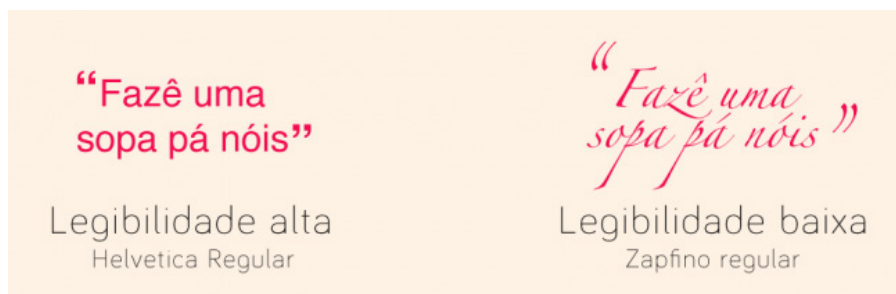 “Fazê uma
sopa pá nóis”
Legibilidade alta
Helvetica Regular
“Fazê uma
sopa pá nóis”
Legibilidade baixa
Zapfino regular